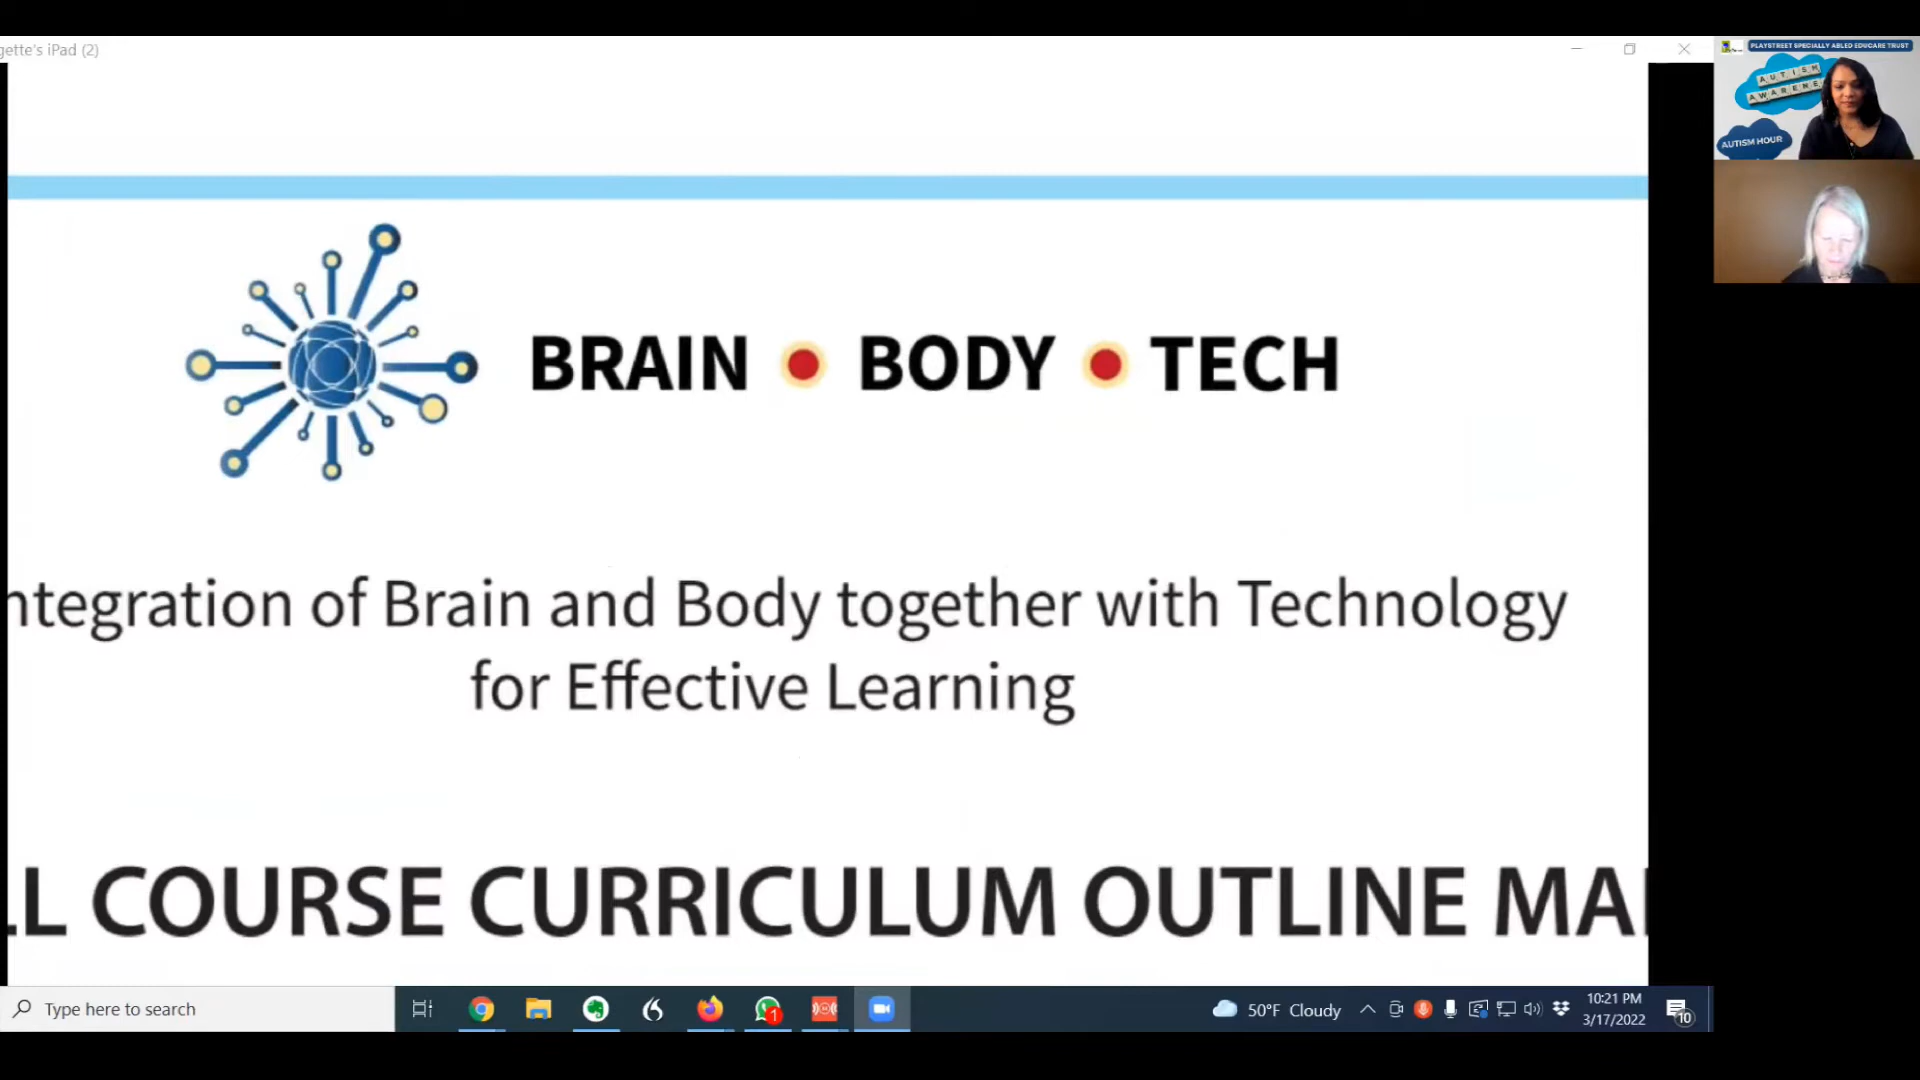 gette's iPad (2)
PLAYSTREET SPECIALLY ABLED EDUCARE TRUST
AUTISM
AWARENE
AUTISM HOUR
BRAIN • BODY • TECH
ntegration of Brain and Body together with Technology
for Effective Learning
LL COURSE CURRICULUM OUTLINE MA
Type here to search
1
50°F Cloudy
10:21 PM
3/17/2022
10